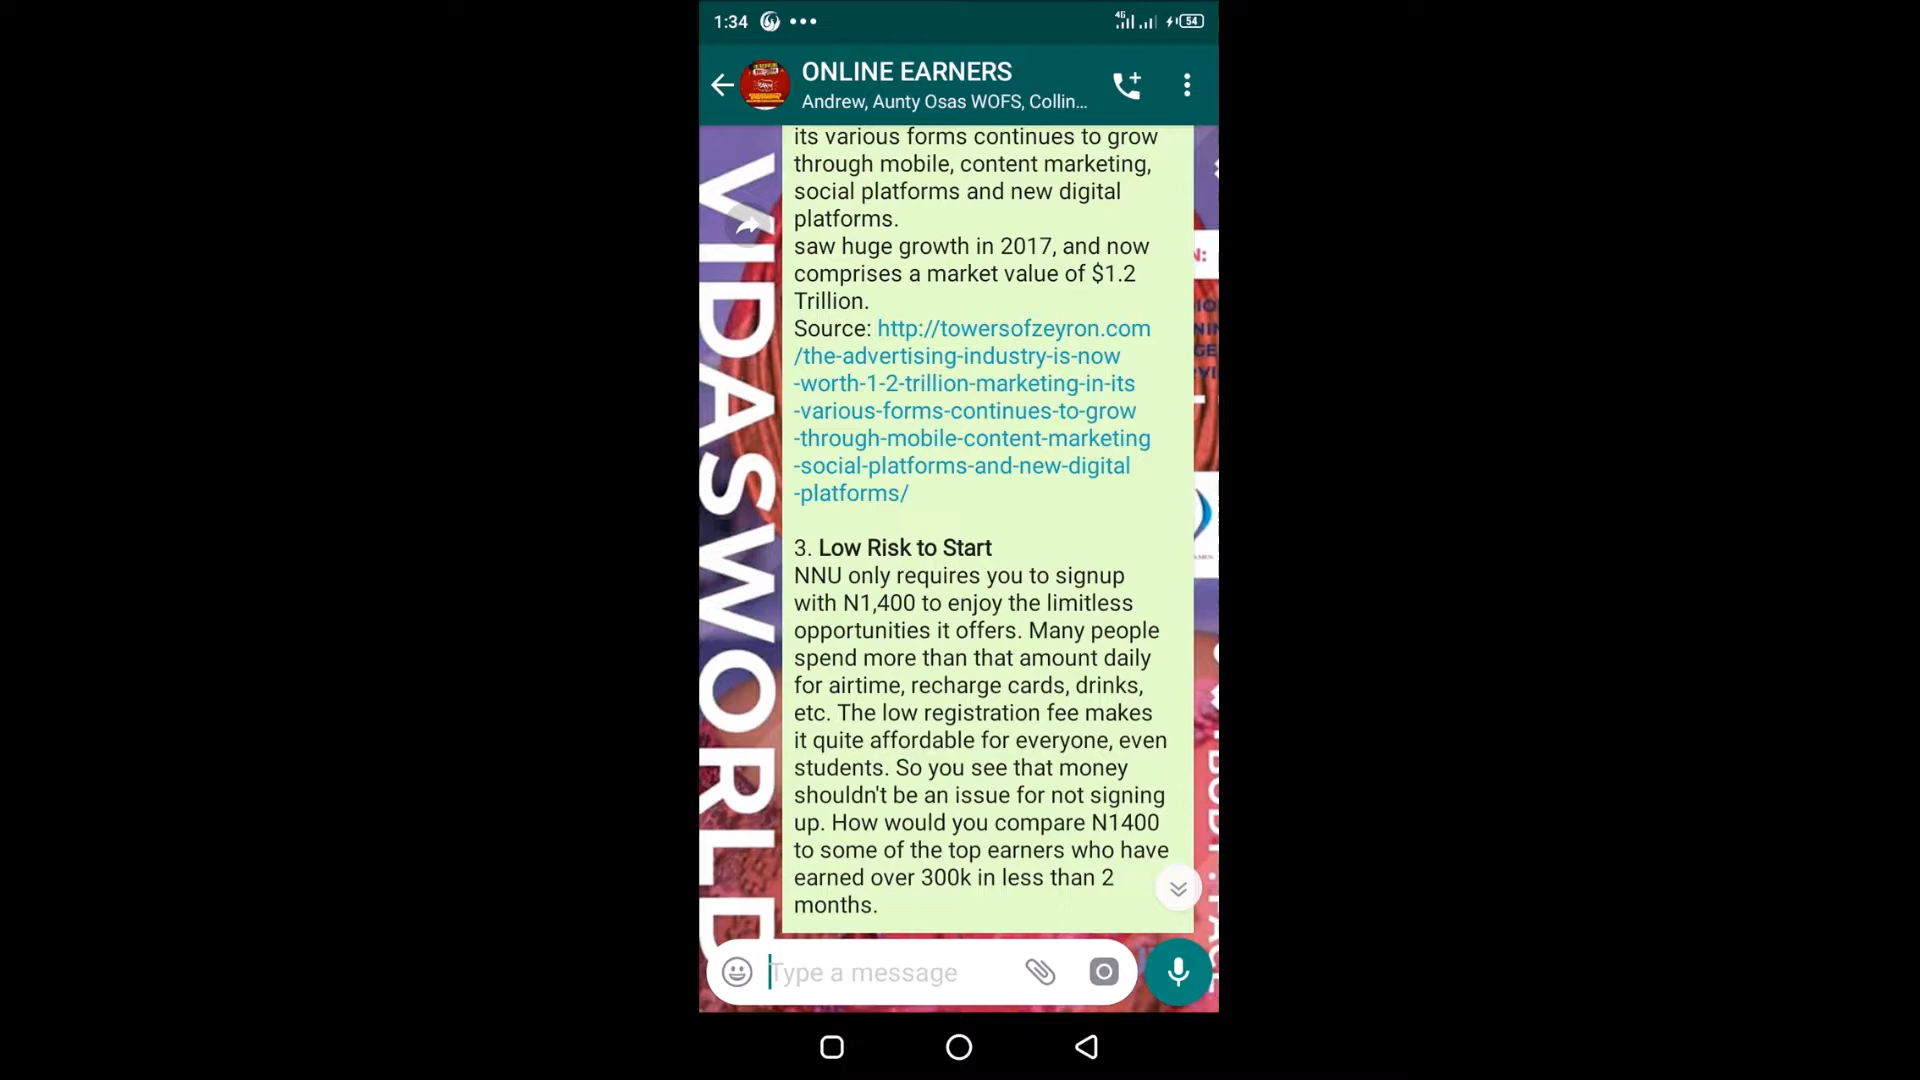 1:34
4G
54
ONLINE EARNERS
Andrew, Aunty Osas WOFS, Collin...
its various forms continues to grow
through mobile, content marketing,
social platforms and new digital
platforms.
saw huge growth in 2017, and now
comprises a market value of $1.2
Trillion.
Source: http://towersofzeyron.com
/the-advertising-industry-is-now
-worth-1-2-trillion-marketing-in-its
-various-forms-continues-to-grow
-through-mobile-content-marketing
-social-platforms-and-new-digital
-platforms/
3. Low Risk to Start
NNU only requires you to signup
with N1,400 to enjoy the limitless
opportunities it offers. Many people
spend more than that amount daily
for airtime, recharge cards, drinks,
etc. The low registration fee makes
it quite affordable for everyone, even
students. So you see that money
shouldn't be an issue for not signing
up. How would you compare N1400
to some of the top earners who have
earned over 300k in less than 2
months.
Type a message
VIDASWORLD